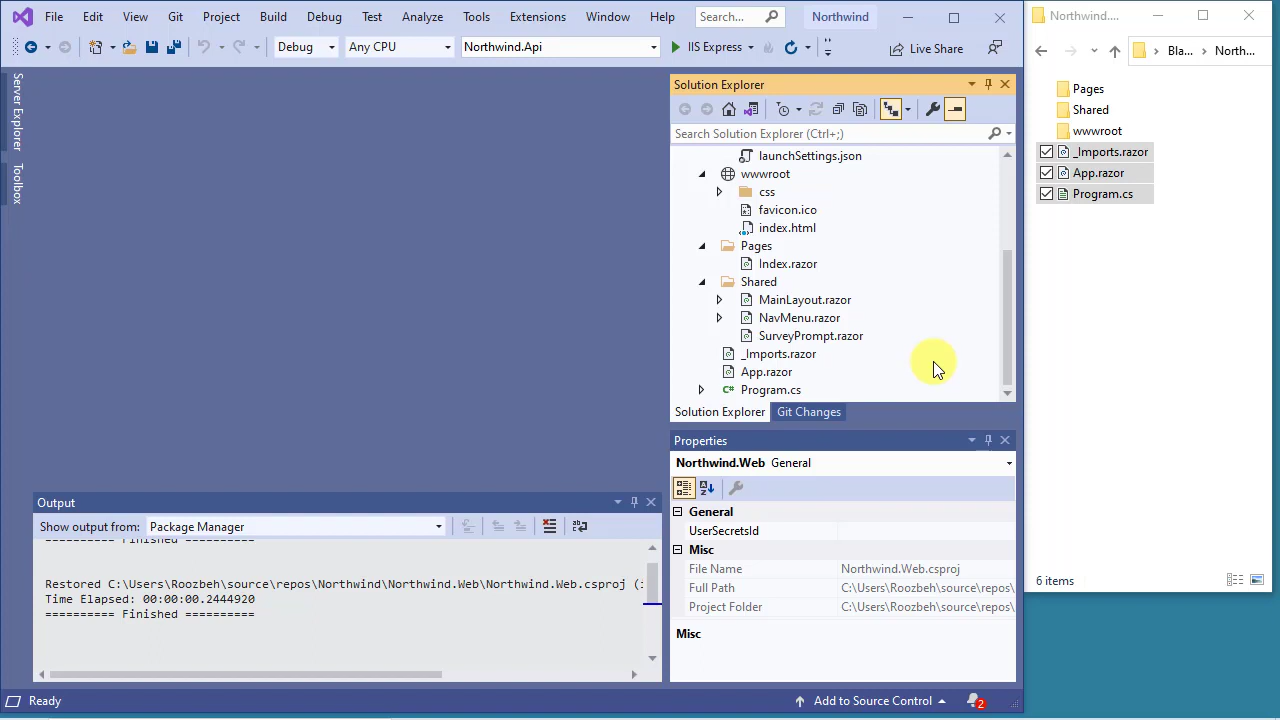 File Edit View Git Project Build Debug Test Analyze Tools Extensions Window Help Search... Northwind
Debug Any CPU Northwind.Api IIS Express Live Share
Server Explorer
Toolbox
Solution Explorer
Search Solution Explorer (Ctrl+;)
launchSettings.json
wwwroot
css
favicon.ico
index.html
Pages
Index.razor
Shared
MainLayout.razor
NavMenu.razor
SurveyPrompt.razor
_Imports.razor
App.razor
C# Program.cs
Solution Explorer Git Changes
Properties
Northwind.Web General
General
UserSecretsId
Misc
File Name Northwind.Web.csproj
Full Path C:\Users\Roozbeh\source\repos\
Project Folder C:\Users\Roozbeh\source\repos\
Misc
Output
Show output from: Package Manager
========== Finished ==========
Restored C:\Users\Roozbeh\source\repos\Northwind\Northwind.Web\Northwind.Web.csproj
Time Elapsed: 00:00:00.2444920
========== Finished ==========
Ready Add to Source Control 2
Northwind....
Bla... North...
Pages
Shared
wwwroot
_Imports.razor
App.razor
Program.cs
6 items